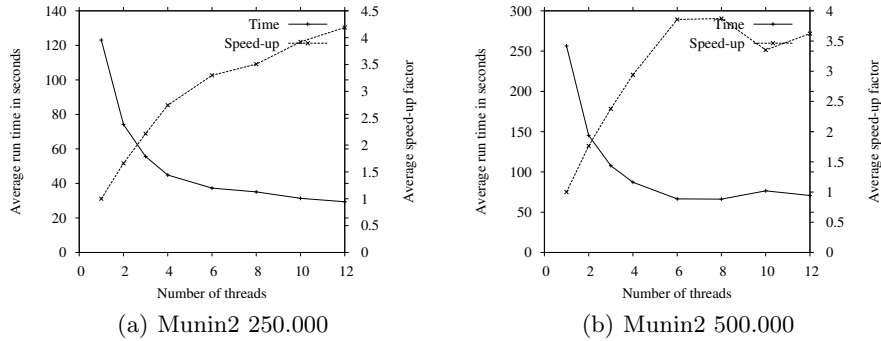 Average run time in seconds
140
120
100
80
60
40
20
0
Time
Speed-up
4.5
4
3.5
3
2.5
2
1.5
1
0.5
0
Average speed-up factor
0 2 4 6 8 10 12
Number of threads
(a) Munin2 250.000
Average run time in seconds
300
250
200
150
100
50
0
Time
Speed-up
4
3.5
3
2.5
2
1.5
1
0.5
0
Average speed-up factor
0 2 4 6 8 10 12
Number of threads
(b) Munin2 500.000